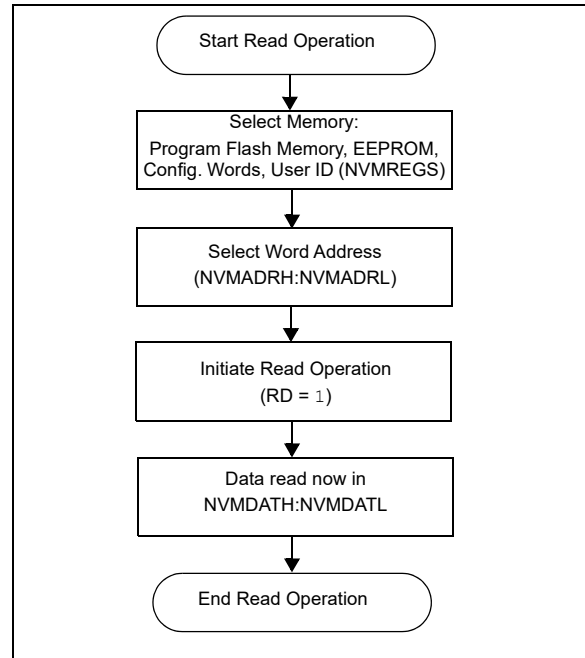 Start Read Operation
Select Memory:
Program Flash Memory, EEPROM,
Config. Words, User ID (NVMREGS)
Select Word Address
(NVMADRH:NVMADRL)
Initiate Read Operation
(RD = 1)
Data read now in
NVMDATH:NVMDATL
End Read Operation